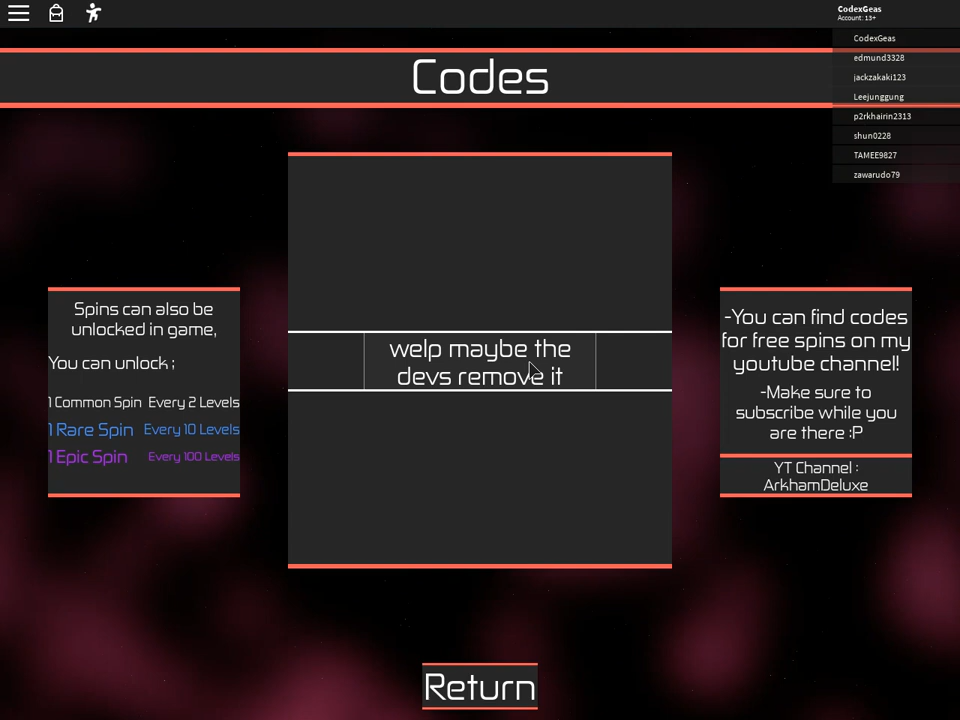 CodexGeas
Account: 13+
CodexGeas
edmund3328
jackzakaki123
Leejunggung
p2rkhairin2313
shun0228
TAMEE9827
zawarudo79
Codes
Spins can also be
unlocked in game,
You can unlock ;
1 Common Spin Every 2 Levels
1 Rare Spin Every 10 Levels
1 Epic Spin Every 100 Levels
welp maybe the
devs remove it
-You can find codes
for free spins on my
youtube channel!
-Make sure to
subscribe while you
are there :P
YT Channel :
ArkhamDeluxe
Return